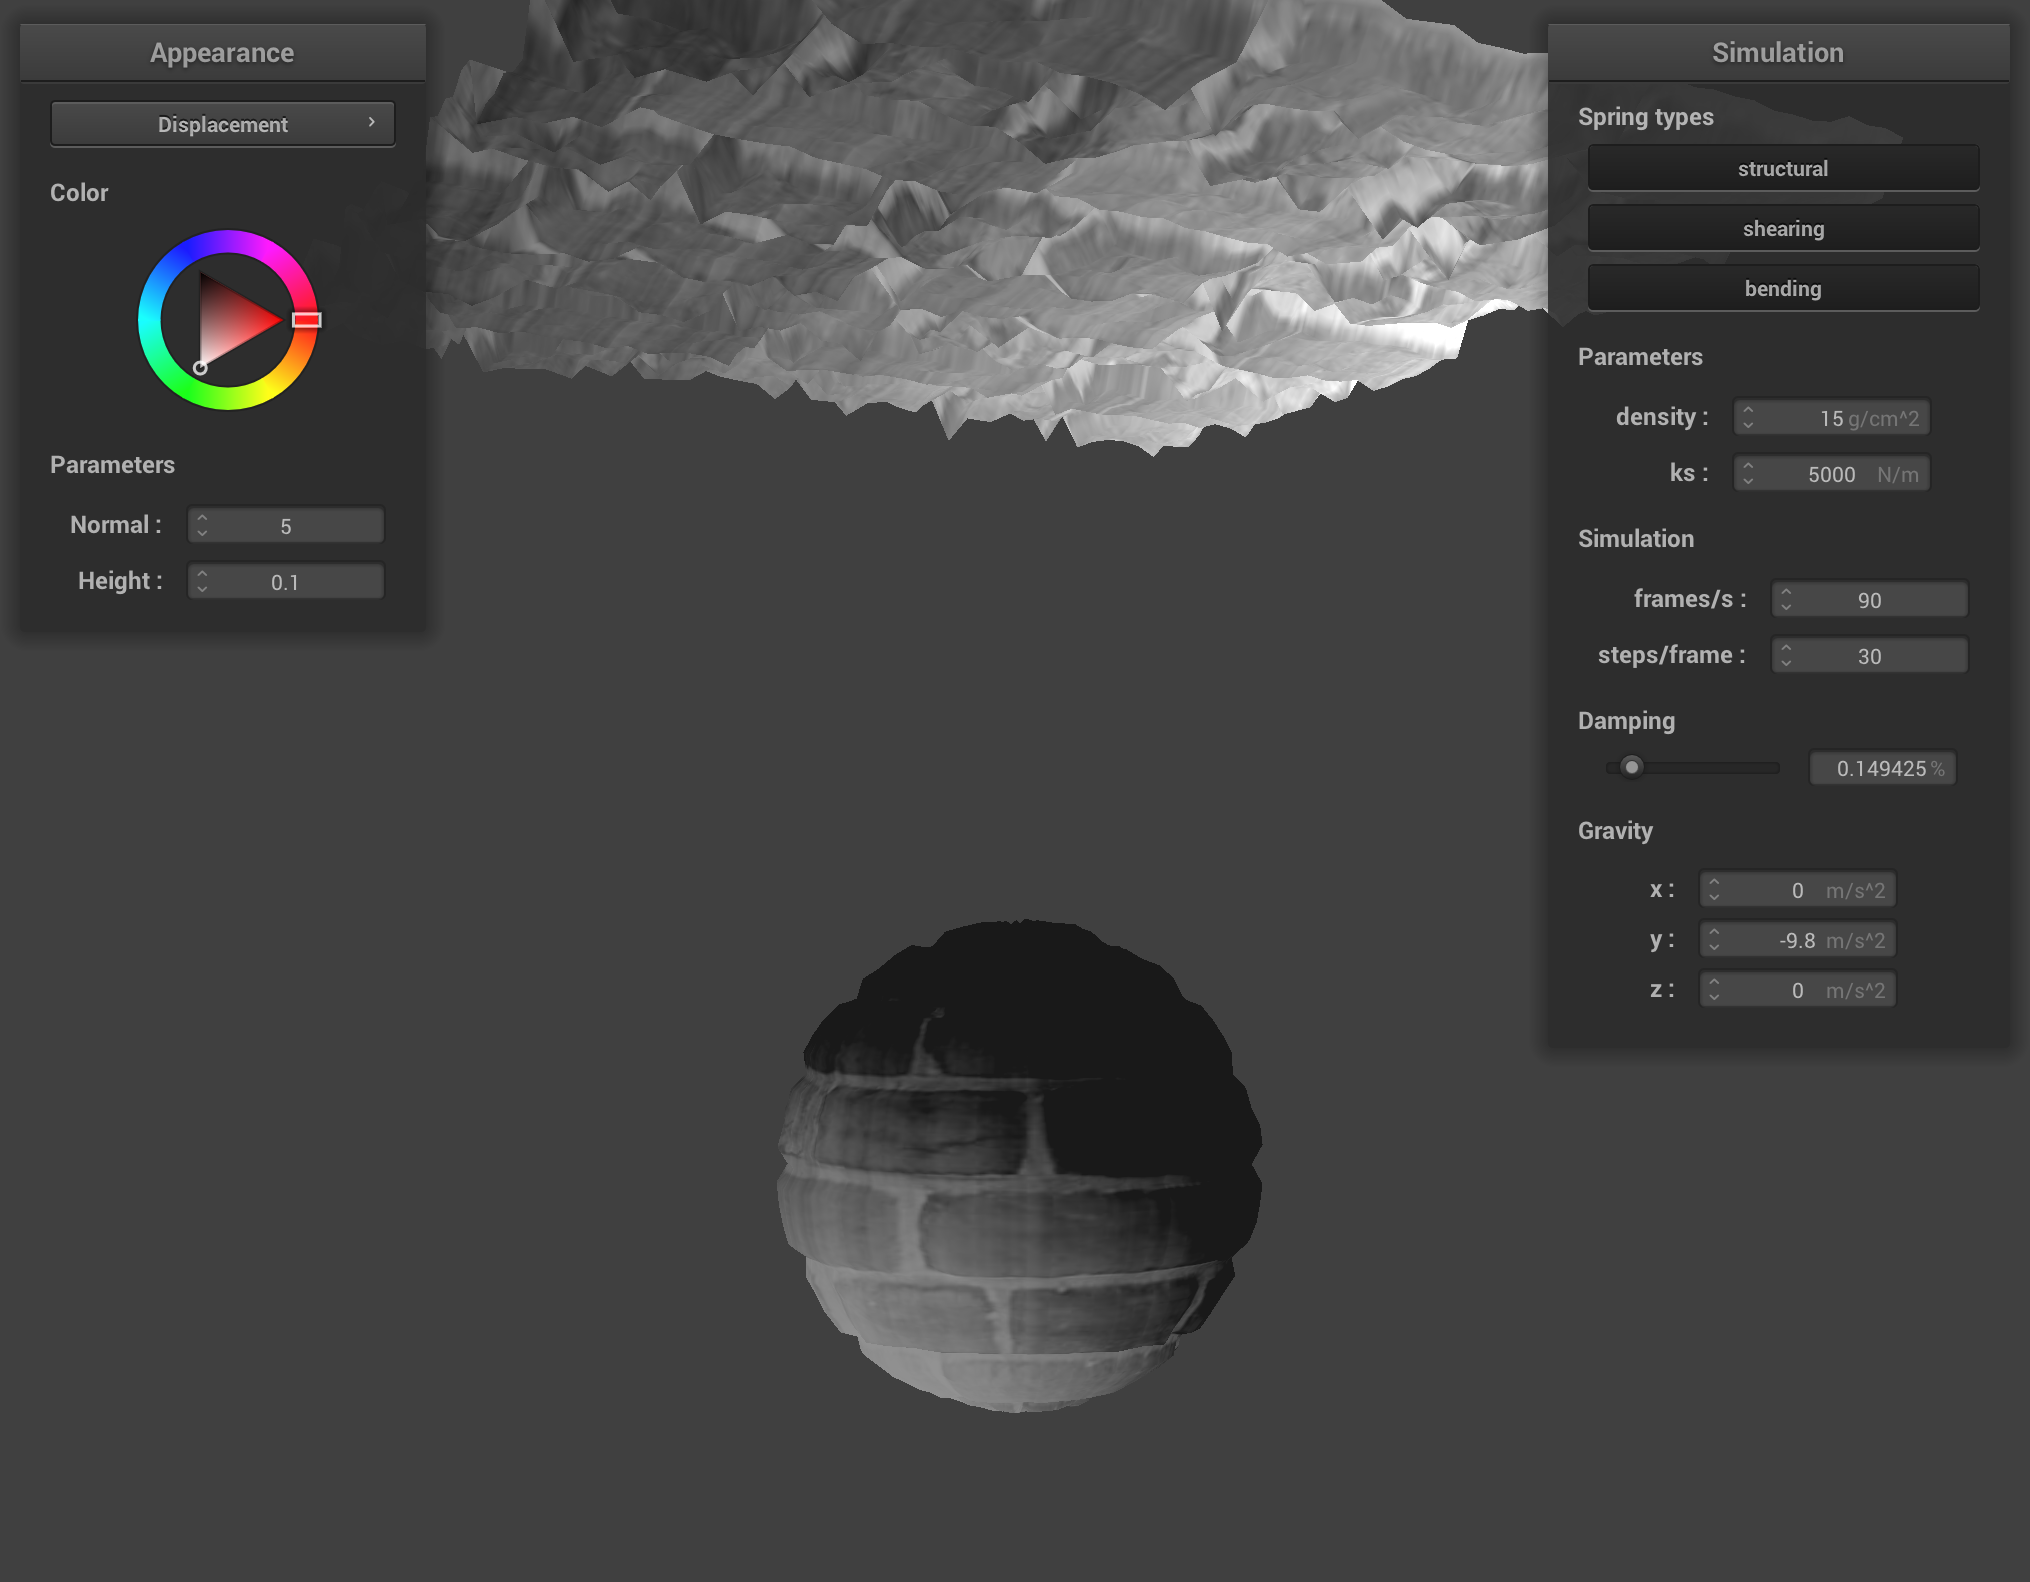 Appearance
Displacement
Color
Parameters
Normal : 5
Height : 0.1
Simulation
Spring types
structural
shearing
bending
Parameters
density : 15 g/cm^2
ks : 5000 N/m
Simulation
frames/s : 90
steps/frame : 30
Damping
0.149425 %
Gravity
x : 0 m/s^2
y : -9.8 m/s^2
z : 0 m/s^2